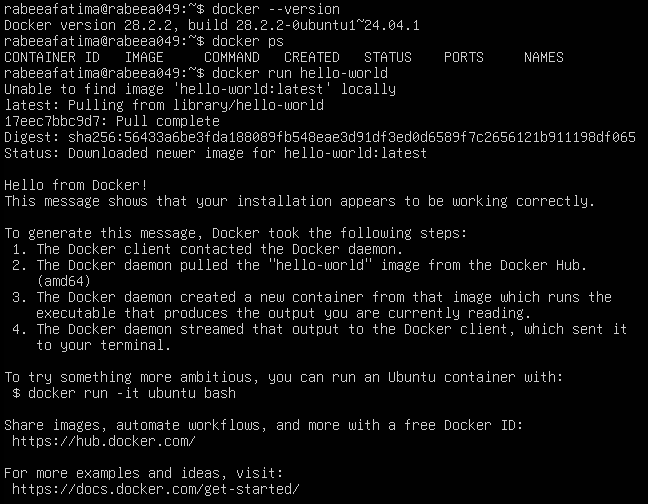 rabeeafatima@rabeea049:~$ docker --version
Docker version 28.2.2, build 28.2.2-0ubuntu1~24.04.1
rabeeafatima@rabeea049:~$ docker ps
CONTAINER ID   IMAGE     COMMAND   CREATED   STATUS    PORTS     NAMES
rabeeafatima@rabeea049:~$ docker run hello-world
Unable to find image 'hello-world:latest' locally
latest: Pulling from library/hello-world
17eec7bbc9d7: Pull complete
Digest: sha256:56433a6be3fda188089fb548eae3d91df3ed0d6589f7c2656121b911198df065
Status: Downloaded newer image for hello-world:latest

Hello from Docker!
This message shows that your installation appears to be working correctly.

To generate this message, Docker took the following steps:
 1. The Docker client contacted the Docker daemon.
 2. The Docker daemon pulled the "hello-world" image from the Docker Hub.
    (amd64)
 3. The Docker daemon created a new container from that image which runs the
    executable that produces the output you are currently reading.
 4. The Docker daemon streamed that output to the Docker client, which sent it
    to your terminal.

To try something more ambitious, you can run an Ubuntu container with:
 $ docker run -it ubuntu bash

Share images, automate workflows, and more with a free Docker ID:
 https://hub.docker.com/

For more examples and ideas, visit:
 https://docs.docker.com/get-started/